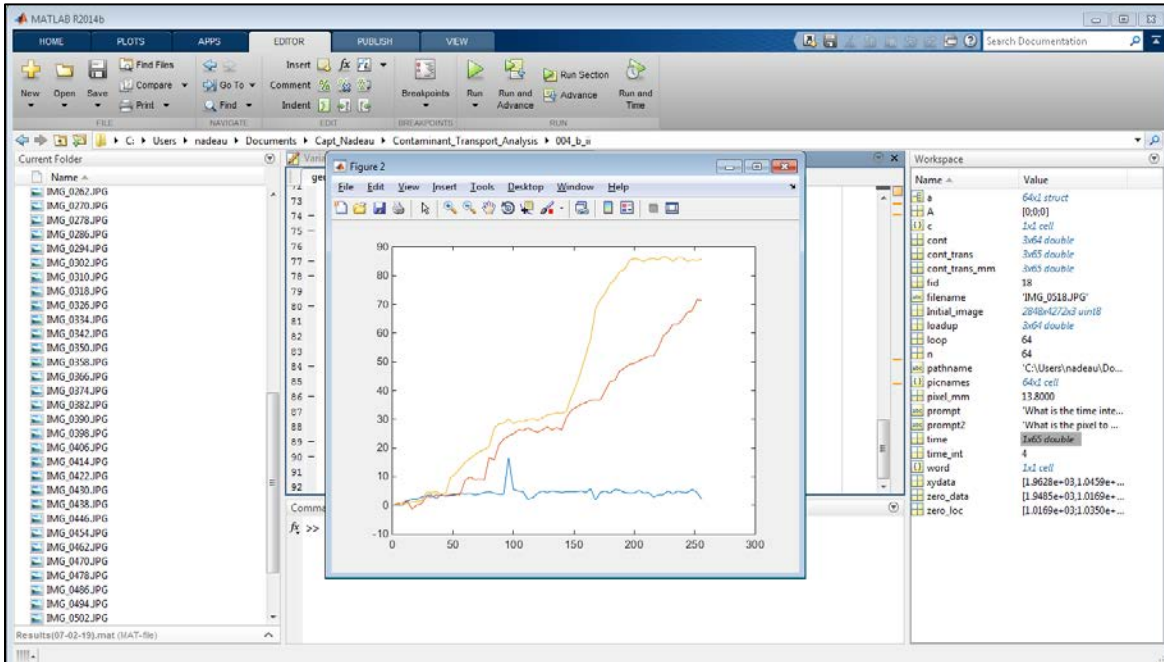 MATLAB R2014b
HOME PLOTS APPS EDITOR PUBLISH VIEW Search Documentation
New Open Save Find Files Compare Print Go To Find Insert fx Comment Indent Breakpoints Run Run and Advance Run Section Advance Run and Time
FILE NAVIGATE EDIT BREAKPOINTS RUN
C: Users nadeau Documents Capt_Nadeau Contaminant_Transport_Analysis 004_b_ii
Current Folder
Name
IMG_0262.JPG
IMG_0270.JPG
IMG_0278.JPG
IMG_0286.JPG
IMG_0294.JPG
IMG_0302.JPG
IMG_0310.JPG
IMG_0318.JPG
IMG_0326.JPG
IMG_0334.JPG
IMG_0342.JPG
IMG_0350.JPG
IMG_0358.JPG
IMG_0366.JPG
IMG_0374.JPG
IMG_0382.JPG
IMG_0390.JPG
IMG_0398.JPG
IMG_0406.JPG
IMG_0414.JPG
IMG_0422.JPG
IMG_0430.JPG
IMG_0438.JPG
IMG_0446.JPG
IMG_0454.JPG
IMG_0462.JPG
IMG_0470.JPG
IMG_0478.JPG
IMG_0486.JPG
IMG_0494.JPG
IMG_0502.JPG
Results(07-02-19).mat (MAT-file)
73
74 –
75 –
76 –
77 –
78 –
79
80 –
81
82
83
84 –
85
86 –
87
88
89 –
90 –
91
92
fx >>
Figure 2
File Edit View Insert Tools Desktop Window Help
90
80
70
60
50
40
30
20
10
0
-10
0 50 100 150 200 250 300
Workspace
Name Value
a 64x1 struct
A [0;0;0]
c 1x1 cell
cont 3x64 double
cont_trans 3x65 double
cont_trans_mm 3x65 double
fid 18
filename 'IMG_0518.JPG'
Initial_image 2848x4272x3 uint8
loadup 3x64 double
loop 64
n 64
pathname 'C:\Users\nadeau\Do...
picnames 64x1 cell
pixel_mm 13.8000
prompt 'What is the time inte...
prompt2 'What is the pixel to ...
time 1x65 double
time_int 4
word 1x1 cell
xydata [1.9628e+03,1.0459e+...
zero_data [1.9485e+03,1.0169e+...
zero_loc [1.0169e+03;1.0350e+...